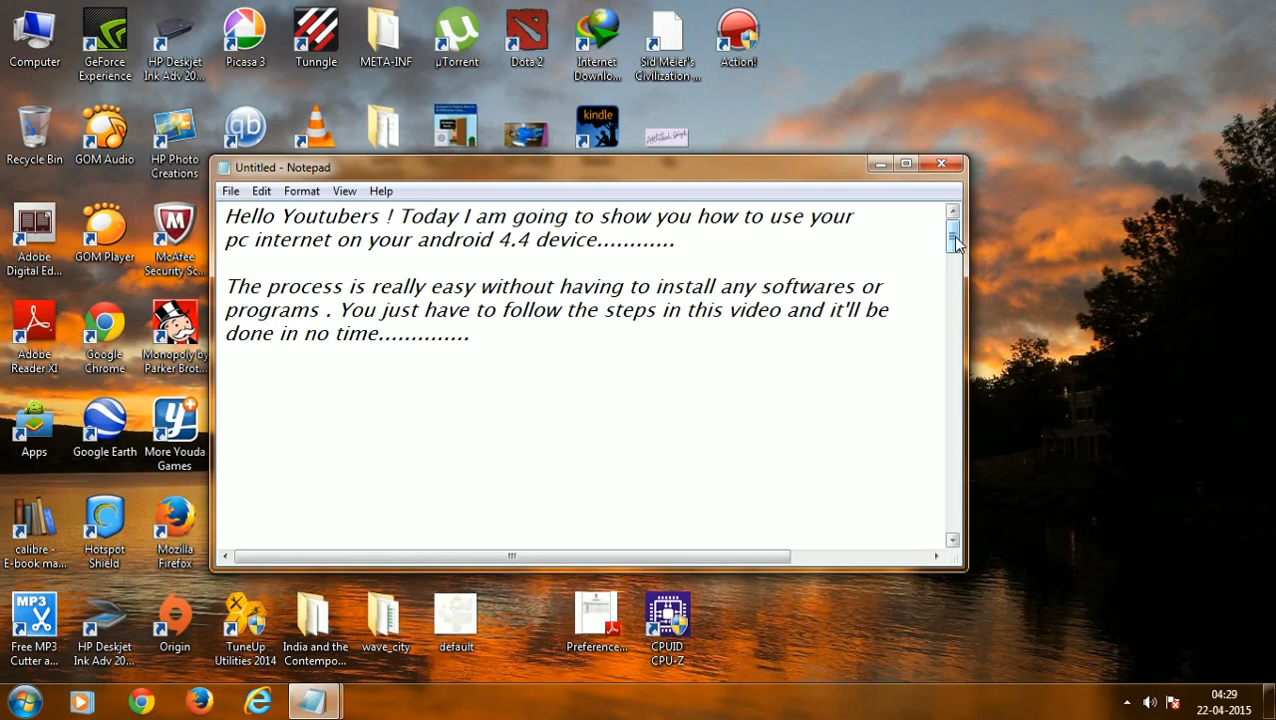 Computer
GeForce Experience
HP Deskjet Ink Adv 20...
Picasa 3
Tunngle
META-INF
µTorrent
Dota 2
Internet Downlo...
Sid Meier's Civilization ...
Action!
Recycle Bin
GOM Audio
HP Photo Creations
qb
kindle
Untitled - Notepad
File Edit Format View Help
Hello Youtubers ! Today I am going to show you how to use your
pc internet on your android 4.4 device............
The process is really easy without having to install any softwares or
programs . You just have to follow the steps in this video and it'll be
done in no time..............
Adobe Digital Ed...
GOM Player
McAfee Security Sc...
Adobe Reader XI
Google Chrome
Monopoly by Parker Brot...
Apps
Google Earth
More Youda Games
calibre - E-book ma...
Hotspot Shield
Mozilla Firefox
MP3
Free MP3 Cutter a...
HP Deskjet Ink Adv 20...
Origin
TuneUp Utilities 2014
India and the Contempo...
wave_city
default
Preference...
CPUID CPU-Z
04:29
22-04-2015